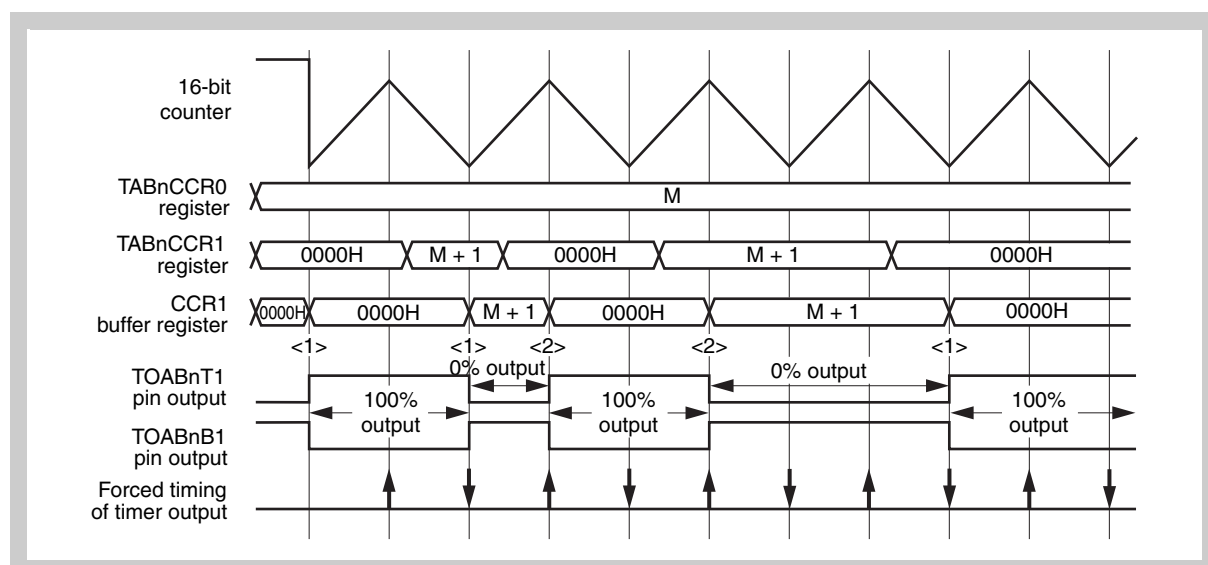 16-bit
counter
TABnCCR0
register
M
TABnCCR1
register
0000H
M + 1
0000H
M + 1
0000H
CCR1
buffer register
0000H
0000H
M + 1
0000H
M + 1
0000H
<1>
<1>
<2>
<2>
<1>
TOABnT1
pin output
0% output
0% output
100%
output
100%
output
100%
output
TOABnB1
pin output
Forced timing
of timer output